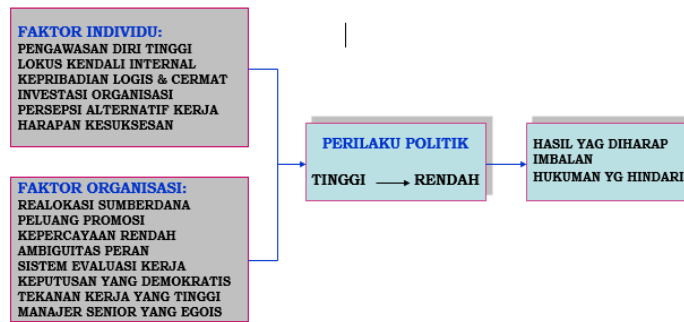 FAKTOR INDIVIDU:
PENGAWASAN DIRI TINGGI
LOKUS KENDALI INTERNAL
KEPRIBADIAN LOGIS & CERMAT
INVESTASI ORGANISASI
PERSEPSI ALTERNATIF KERJA
HARAPAN KESUKSESAN
FAKTOR ORGANISASI:
REALOKASI SUMBERDANA
PELUANG PROMOSI
KEPERCAYAAN RENDAH
AMBIGUITAS PERAN
SISTEM EVALUASI KERJA
KEPUTUSAN YANG DEMOKRATIS
TEKANAN KERJA YANG TINGGI
MANAJER SENIOR YANG EGOIS
PERILAKU POLITIK
TINGGI → RENDAH
HASIL YAG DIHARAP
IMBALAN
HUKUMAN YG HINDARI